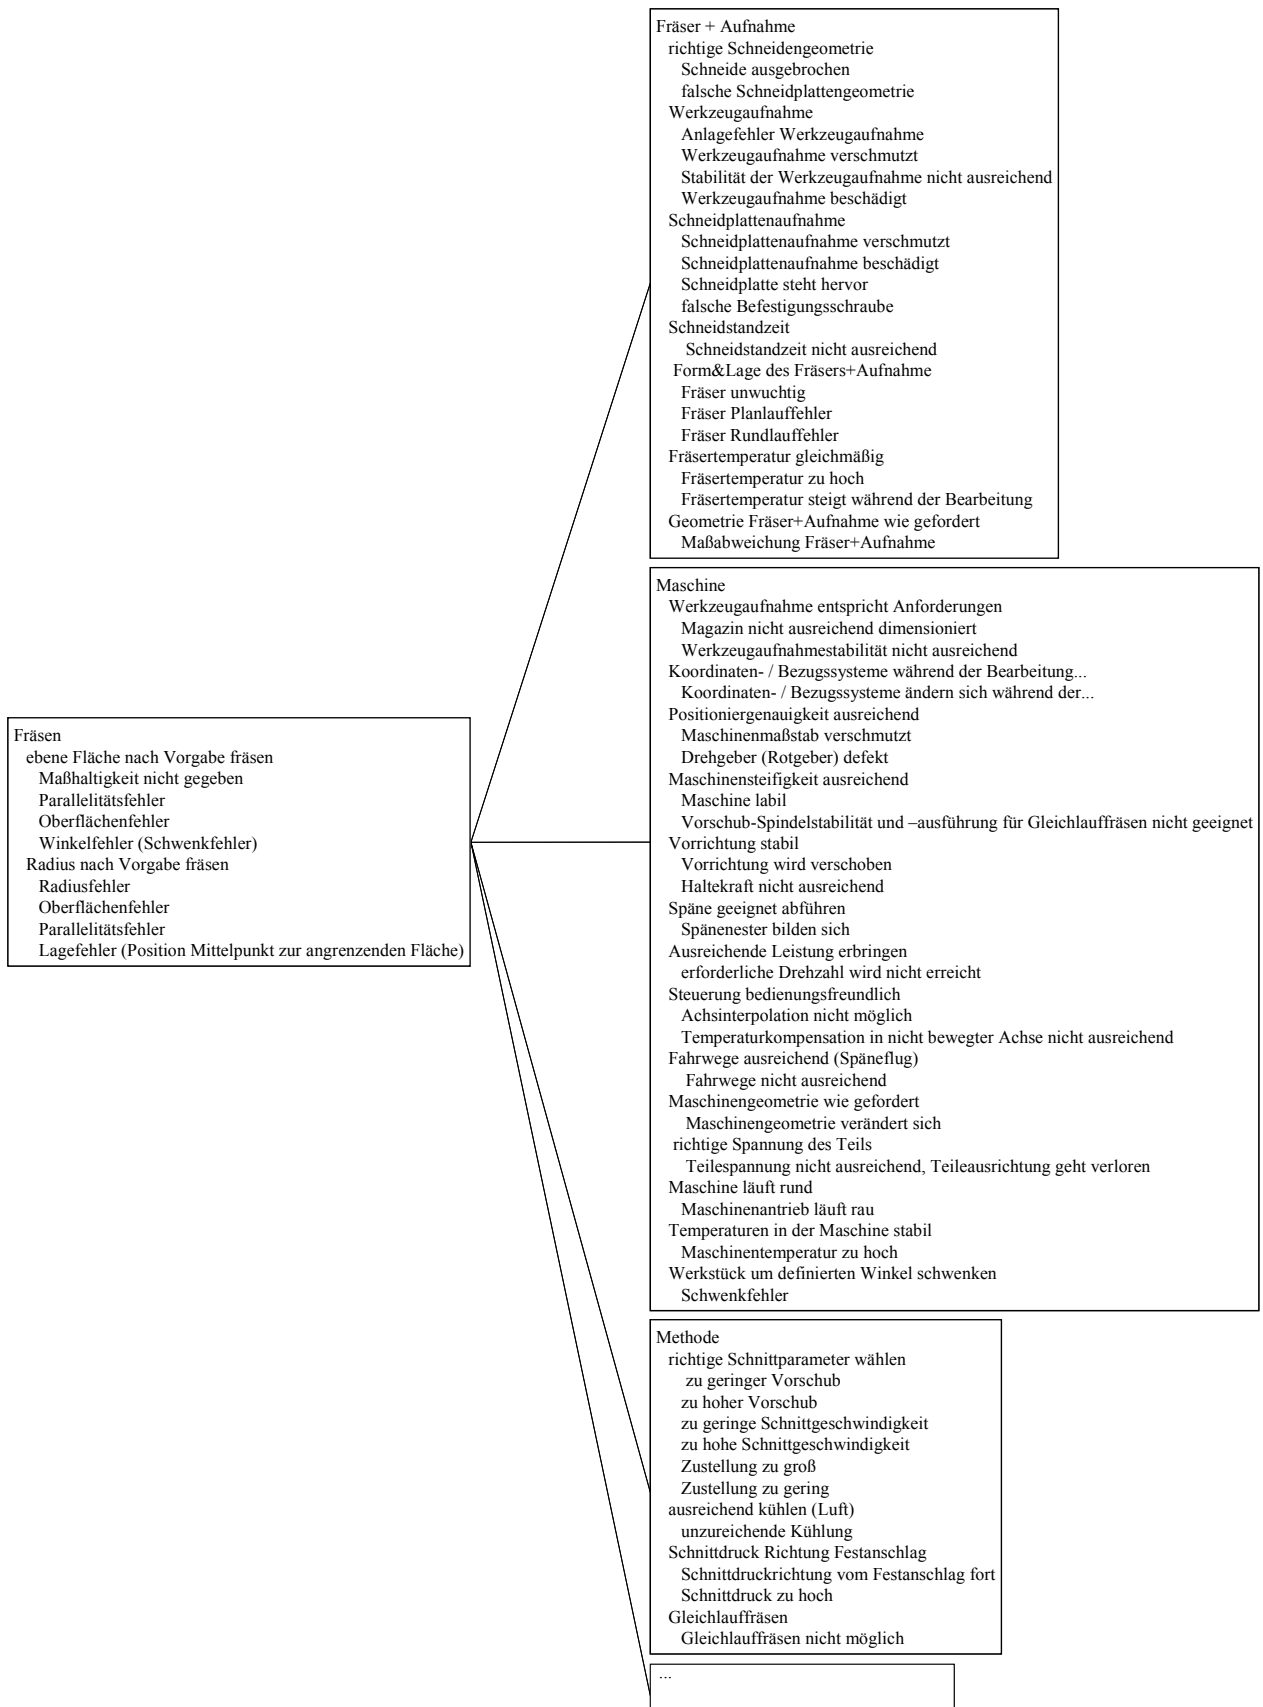 Fräser + Aufnahme
richtige Schneidengeometrie
Schneide ausgebrochen
falsche Schneidplattengeometrie
Werkzeugaufnahme
Anlagefehler Werkzeugaufnahme
Werkzeugaufnahme verschmutzt
Stabilität der Werkzeugaufnahme nicht ausreichend
Werkzeugaufnahme beschädigt
Schneidplattenaufnahme
Schneidplattenaufnahme verschmutzt
Schneidplattenaufnahme beschädigt
Schneidplatte steht hervor
falsche Befestigungsschraube
Schneidstandzeit
Schneidstandzeit nicht ausreichend
Form&Lage des Fräsers+Aufnahme
Fräser unwuchtig
Fräser Planlauffehler
Fräser Rundlauffehler
Fräsertemperatur gleichmäßig
Fräsertemperatur zu hoch
Fräsertemperatur steigt während der Bearbeitung
Geometrie Fräser+Aufnahme wie gefordert
Maßabweichung Fräser+Aufnahme
Fräsen
ebene Fläche nach Vorgabe fräsen
Maßhaltigkeit nicht gegeben
Parallelitätsfehler
Oberflächenfehler
Winkelfehler (Schwenkfehler)
Radius nach Vorgabe fräsen
Radiusfehler
Oberflächenfehler
Parallelitätsfehler
Lagefehler (Position Mittelpunkt zur angrenzenden Fläche)
Maschine
Werkzeugaufnahme entspricht Anforderungen
Magazin nicht ausreichend dimensioniert
Werkzeugaufnahmestabilität nicht ausreichend
Koordinaten- / Bezugssysteme während der Bearbeitung...
Koordinaten- / Bezugssysteme ändern sich während der...
Positioniergenauigkeit ausreichend
Maschinenmaßstab verschmutzt
Drehgeber (Rotgeber) defekt
Maschinensteifigkeit ausreichend
Maschine labil
Vorschub-Spindelstabilität und –ausführung für Gleichlauffräsen nicht geeignet
Vorrichtung stabil
Vorrichtung wird verschoben
Haltekraft nicht ausreichend
Späne geeignet abführen
Spänenester bilden sich
Ausreichende Leistung erbringen
erforderliche Drehzahl wird nicht erreicht
Steuerung bedienungsfreundlich
Achsinterpolation nicht möglich
Temperaturkompensation in nicht bewegter Achse nicht ausreichend
Fahrwege ausreichend (Späneflug)
Fahrwege nicht ausreichend
Maschinengeometrie wie gefordert
Maschinengeometrie verändert sich
richtige Spannung des Teils
Teilespannung nicht ausreichend, Teileausrichtung geht verloren
Maschine läuft rund
Maschinenantrieb läuft rau
Temperaturen in der Maschine stabil
Maschinentemperatur zu hoch
Werkstück um definierten Winkel schwenken
Schwenkfehler
Methode
richtige Schnittparameter wählen
zu geringer Vorschub
zu hoher Vorschub
zu geringe Schnittgeschwindigkeit
zu hohe Schnittgeschwindigkeit
Zustellung zu groß
Zustellung zu gering
ausreichend kühlen (Luft)
unzureichende Kühlung
Schnittdruck Richtung Festanschlag
Schnittdruckrichtung vom Festanschlag fort
Schnittdruck zu hoch
Gleichlauffräsen
Gleichlauffräsen nicht möglich
...